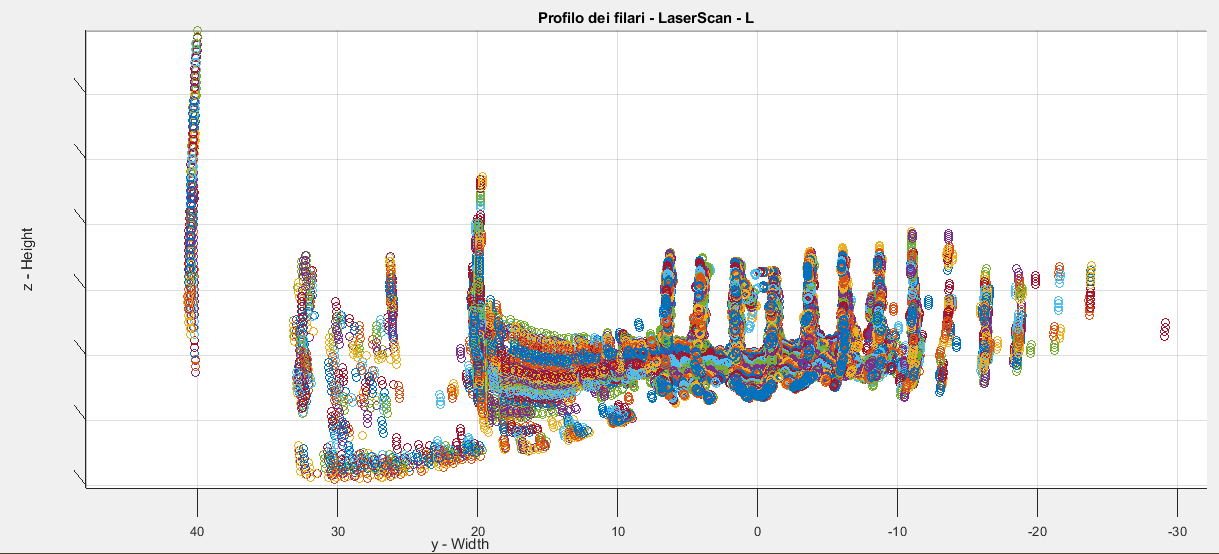 Profilo dei filari - LaserScan - L
z - Height
40 30 20 10 0 -10 -20 -30
y - Width